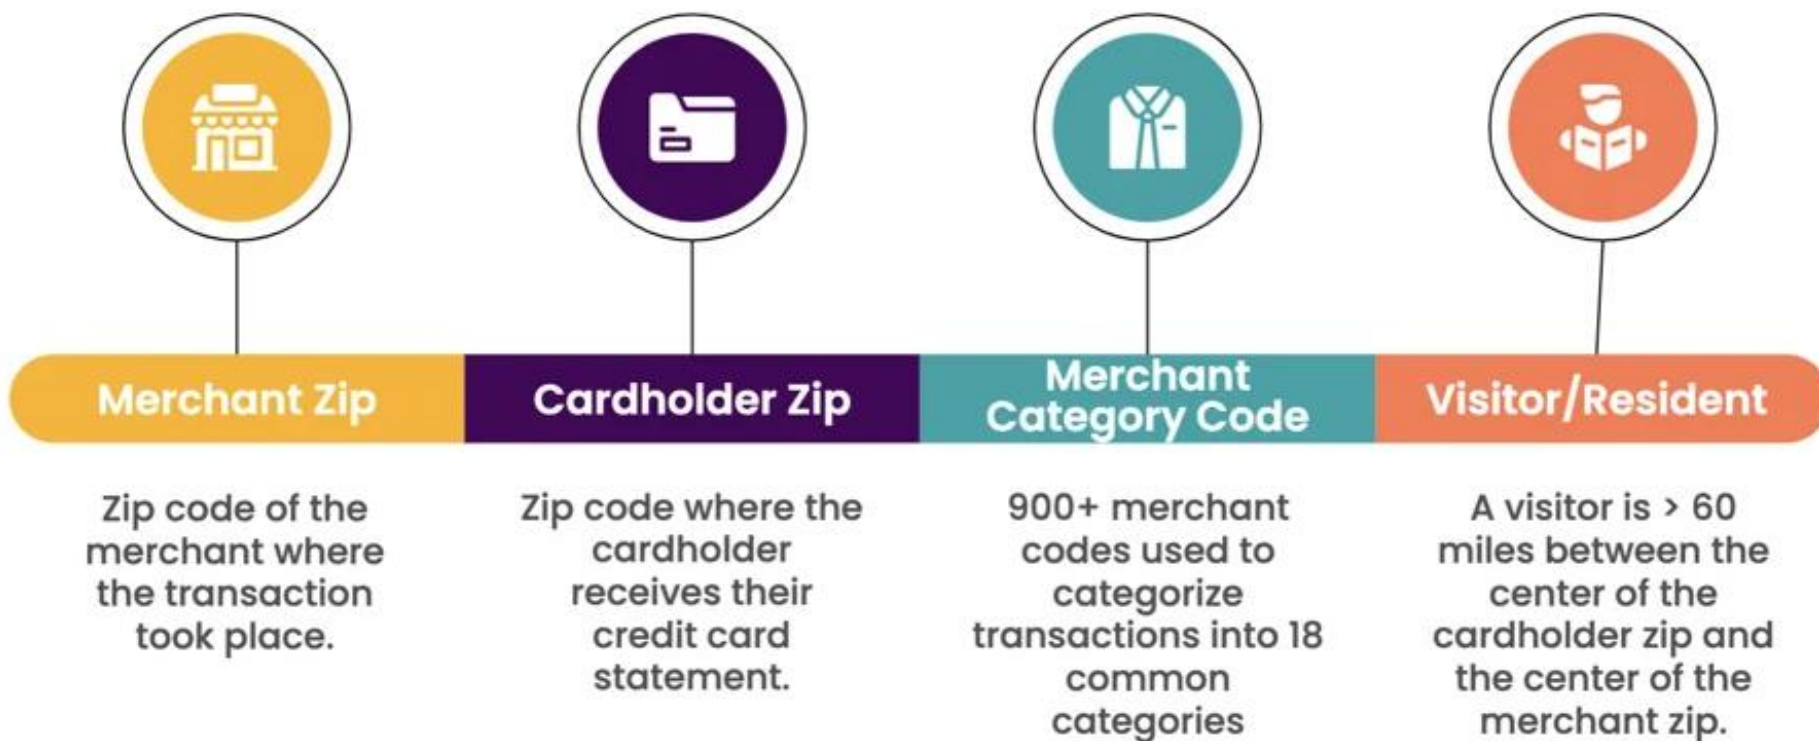 Merchant Zip
Zip code of the
merchant where
the transaction
took place.
Cardholder Zip
Zip code where the
cardholder
receives their
credit card
statement.
Merchant
Category Code
900+ merchant
codes used to
categorize
transactions into 18
common
categories
Visitor/Resident
A visitor is > 60
miles between the
center of the
cardholder zip and
the center of the
merchant zip.